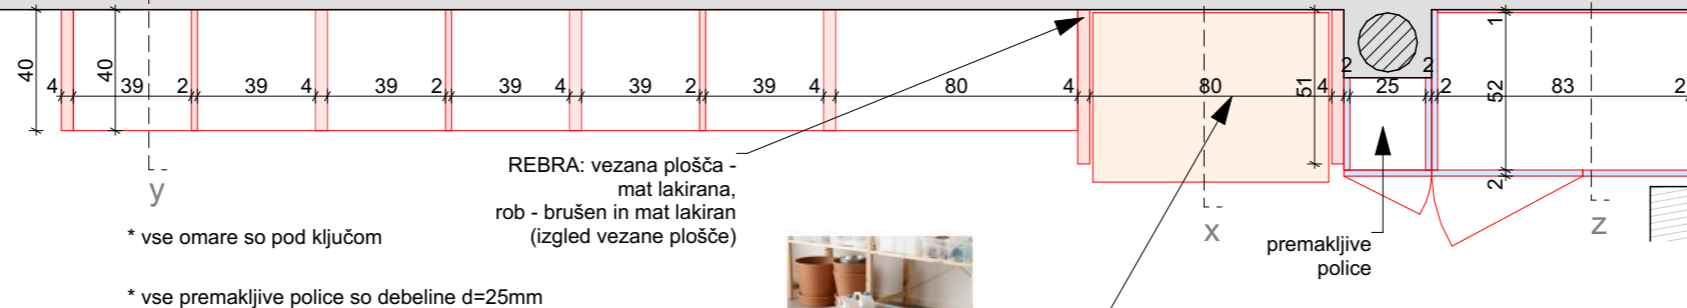 40
40
4 39 2 39 4 39 2 39 4 39 2 39 4 80 4 80 4 2 25 2 2 83 2
51
1
52
2
REBRA: vezana plošča -
mat lakirana,
rob - brušen in mat lakiran
(izgled vezane plošče)
y
x
z
premakljive
police
* vse omare so pod ključom
* vse premakljive police so debeline d=25mm